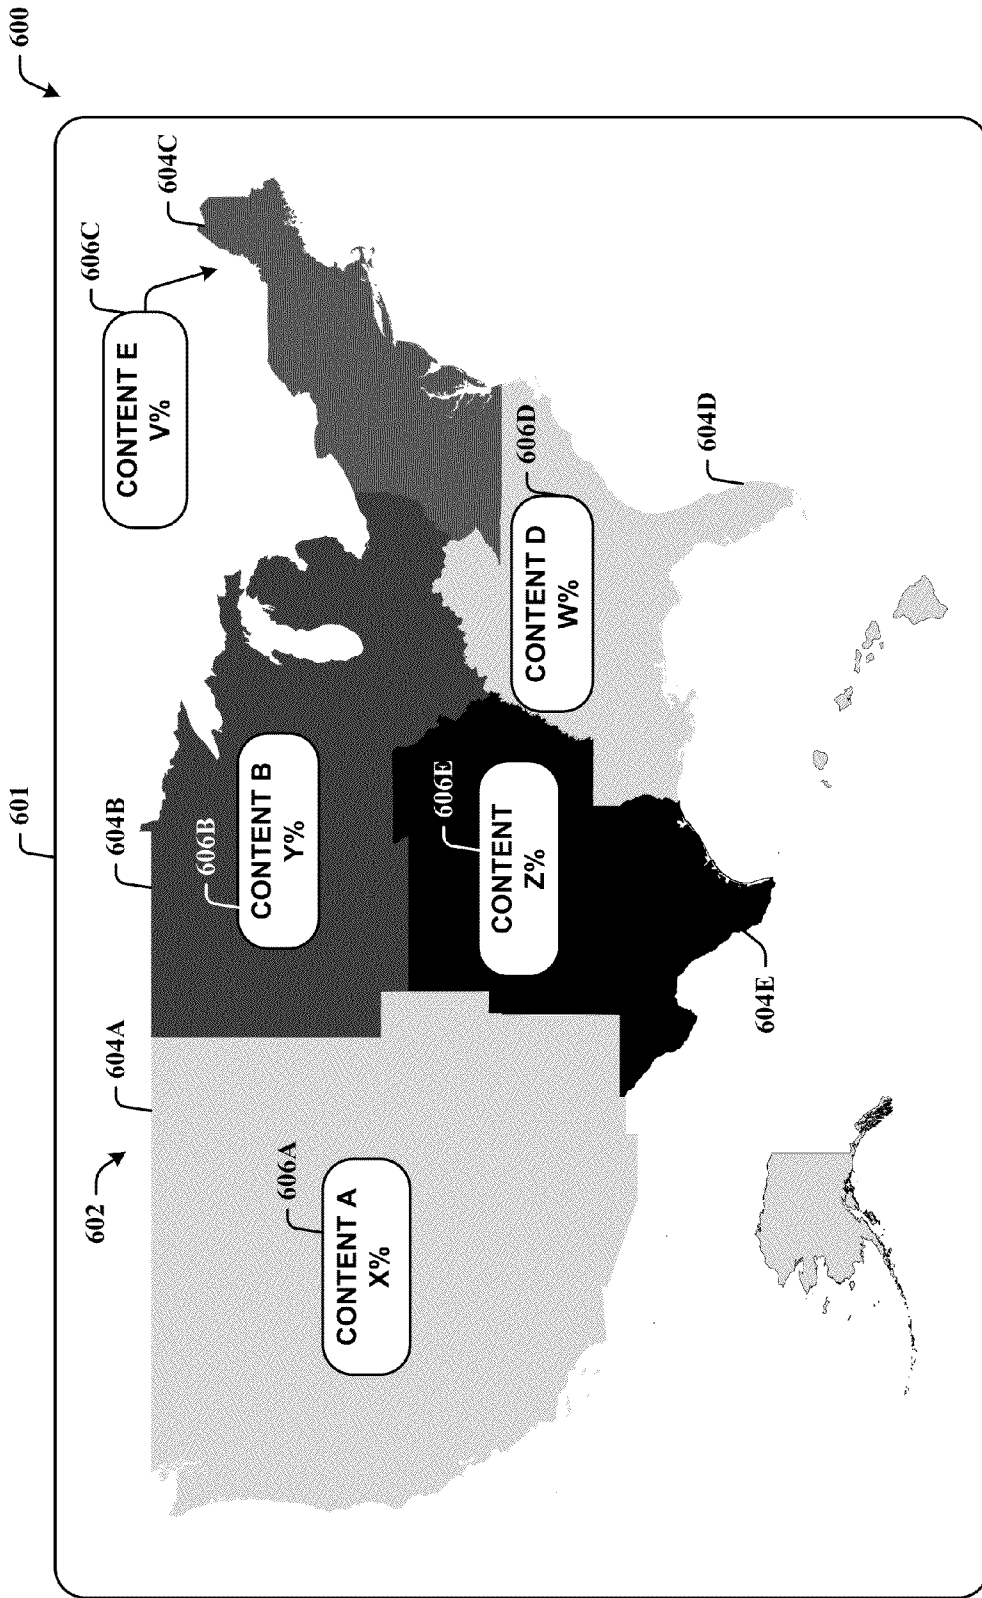 600
601
602
604A
604B
606C
604C
CONTENT E
V%
606B
CONTENT B
Y%
606A
CONTENT A
X%
606E
CONTENT
Z%
606D
CONTENT D
W%
604D
604E